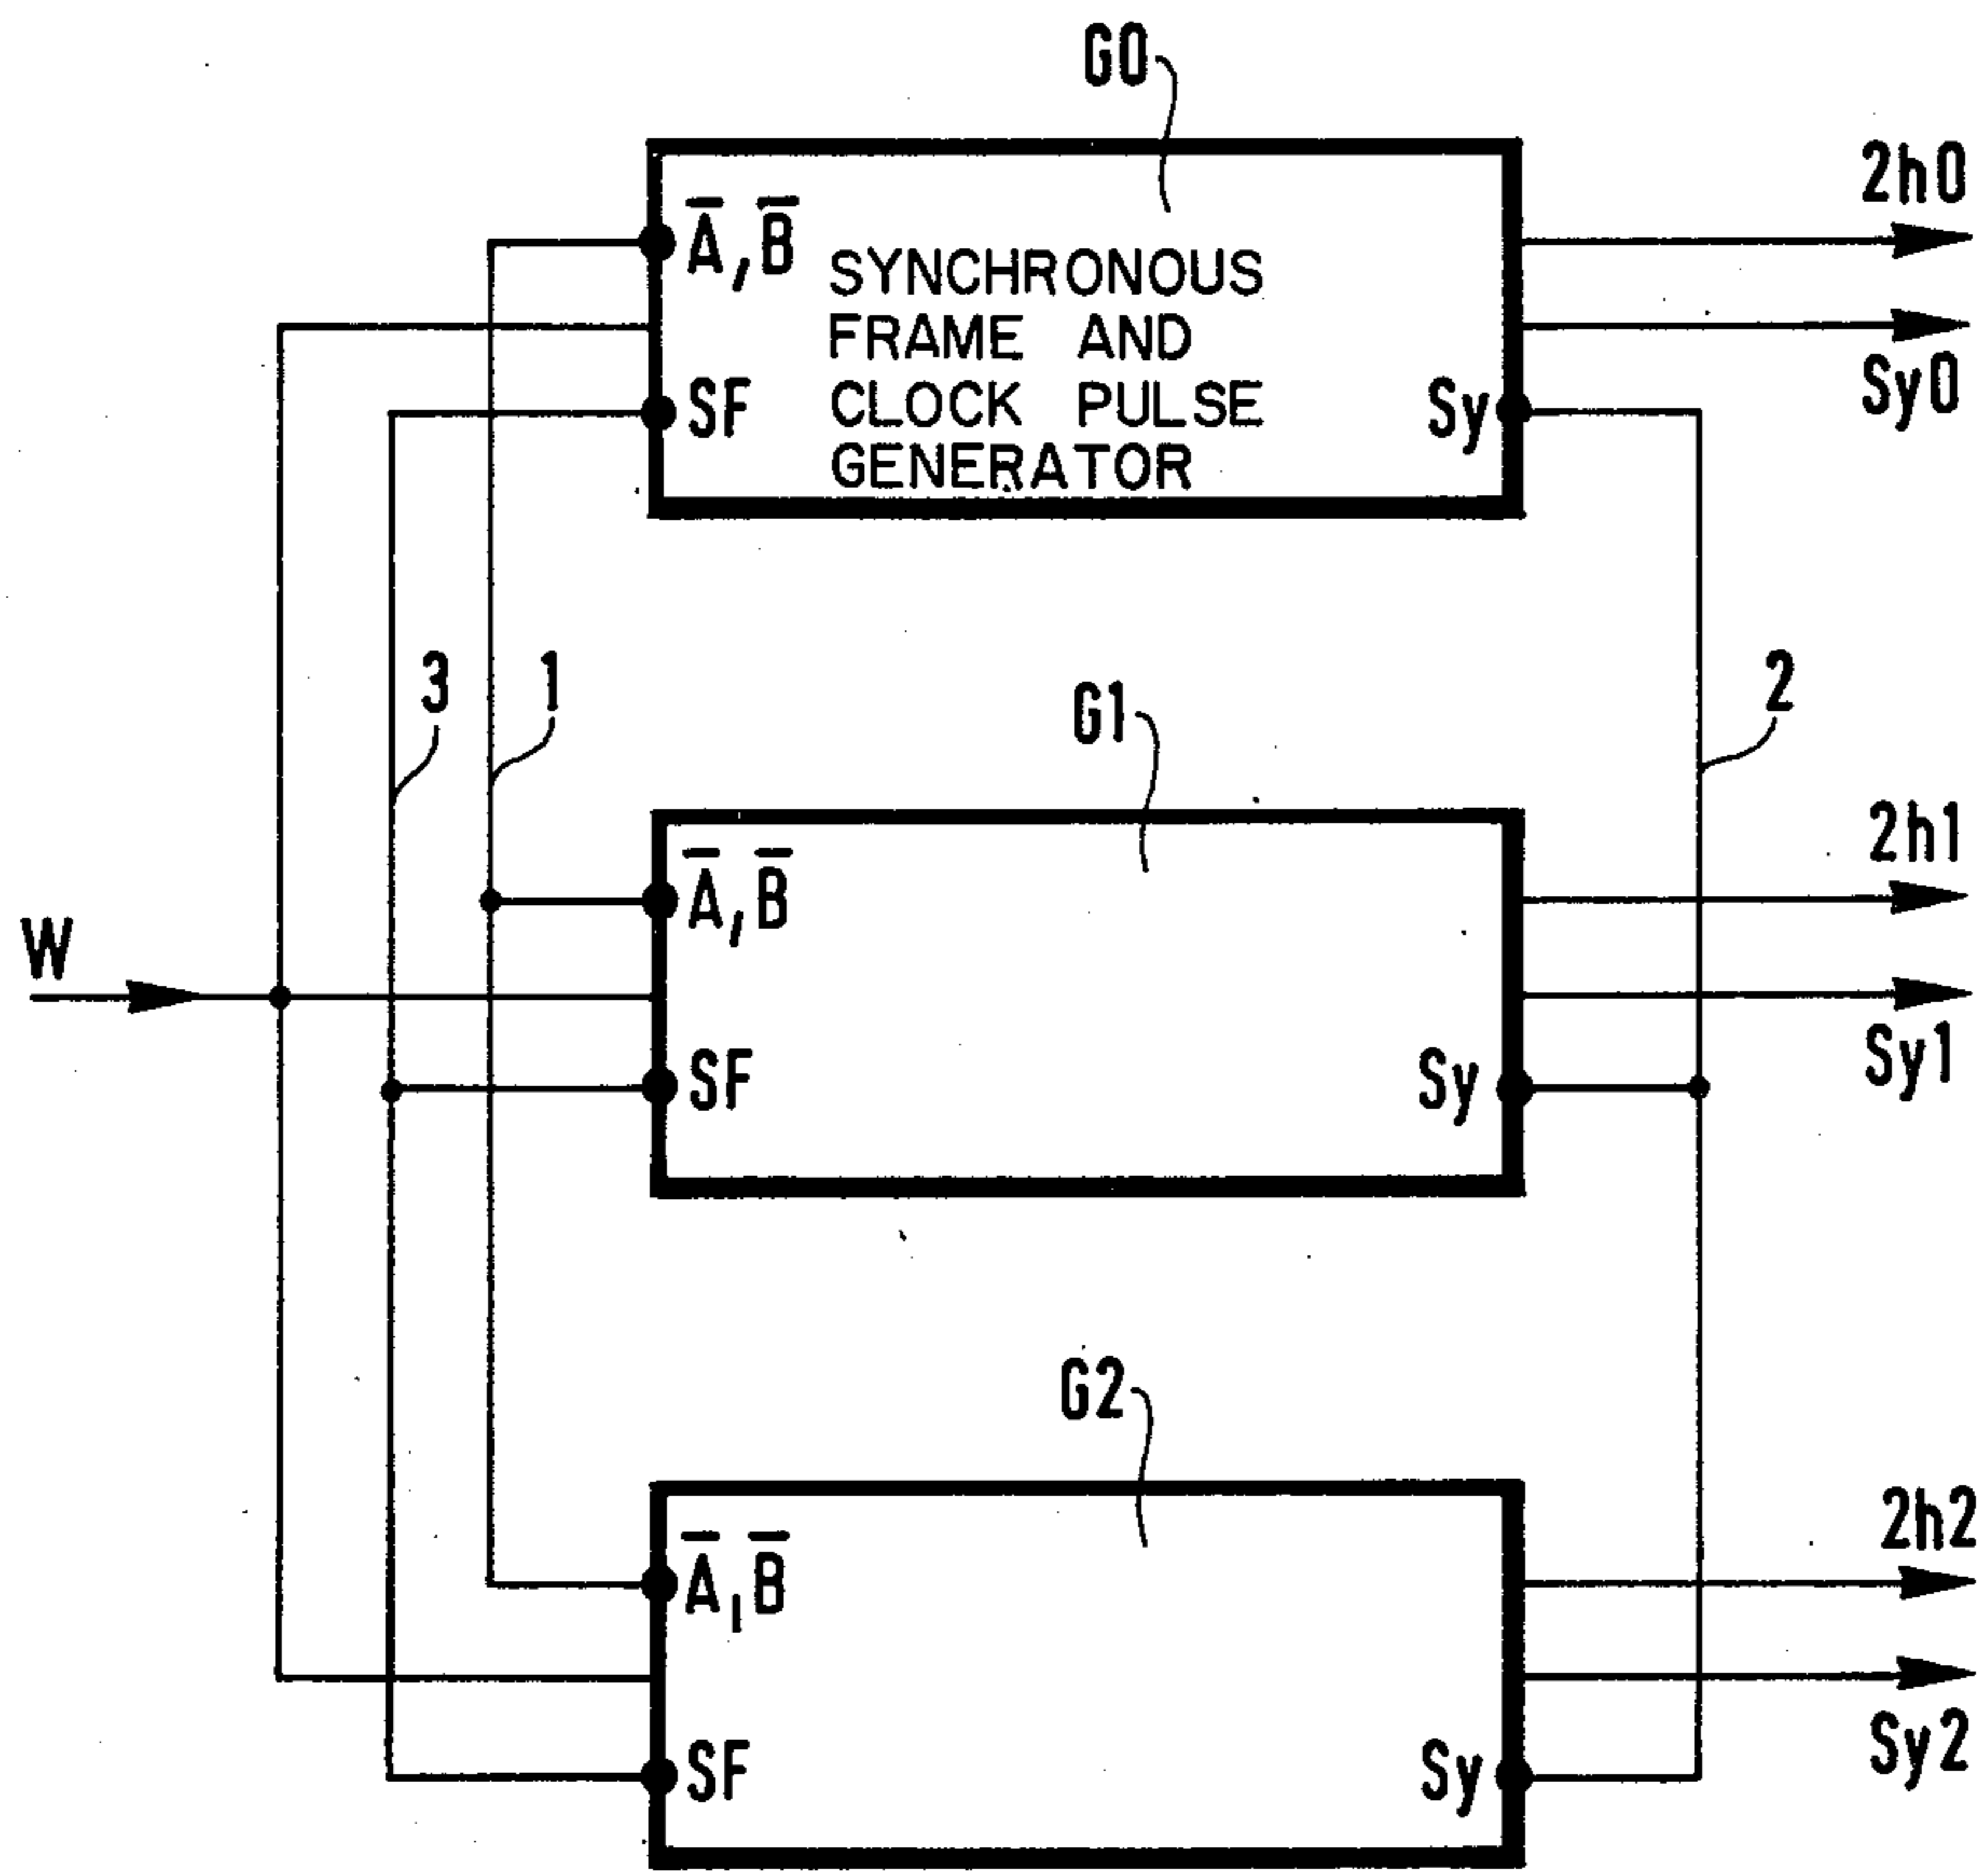 G0
2h0
A̅,B̅
SYNCHRONOUS
FRAME AND
CLOCK PULSE
GENERATOR
Sy0
SF
Sy
3
1
G1
2
2h1
A̅,B̅
W
Sy1
SF
Sy
G2
2h2
A̅,B̅
Sy2
SF
Sy